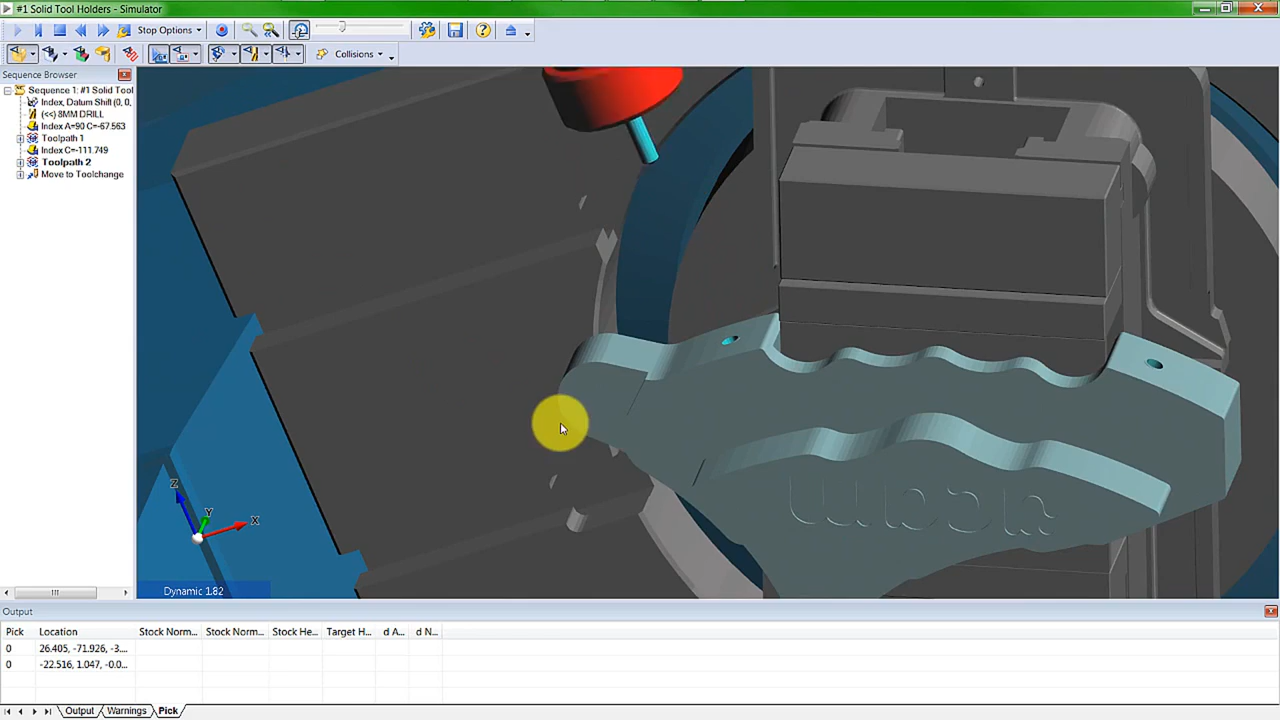 #1 Solid Tool Holders - Simulator
Stop Options
Collisions
Sequence Browser
Sequence 1: #1 Solid Tool
Index, Datum Shift (0, 0,
(<<) 8MM DRILL
Index A=90 C=-67.563
Toolpath 1
Index C=-111.749
Toolpath 2
Move to Toolchange
Z
Y
X
Dynamic 1.82
Output
Pick Location Stock Norm... Stock Norm... Stock He... Target H... d A... d N...
0 26.405, -71.926, -3....
0 -22.516, 1.047, -0.0...
Output Warnings Pick